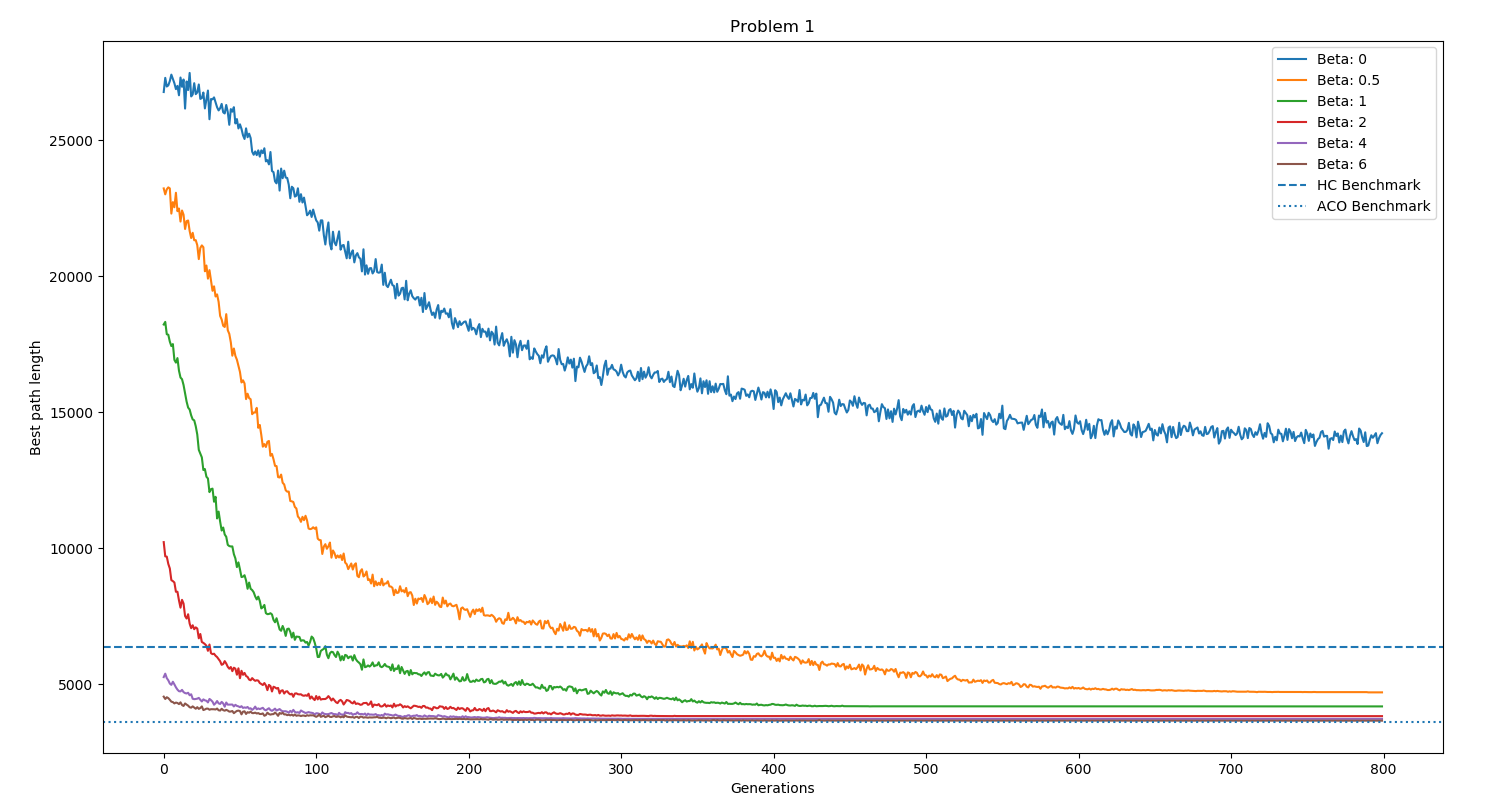 Problem 1
Beta: 0
Beta: 0.5
Beta: 1
Beta: 2
Beta: 4
Beta: 6
HC Benchmark
ACO Benchmark
Best path length
25000
20000
15000
10000
5000
0 100 200 300 400 500 600 700 800
Generations